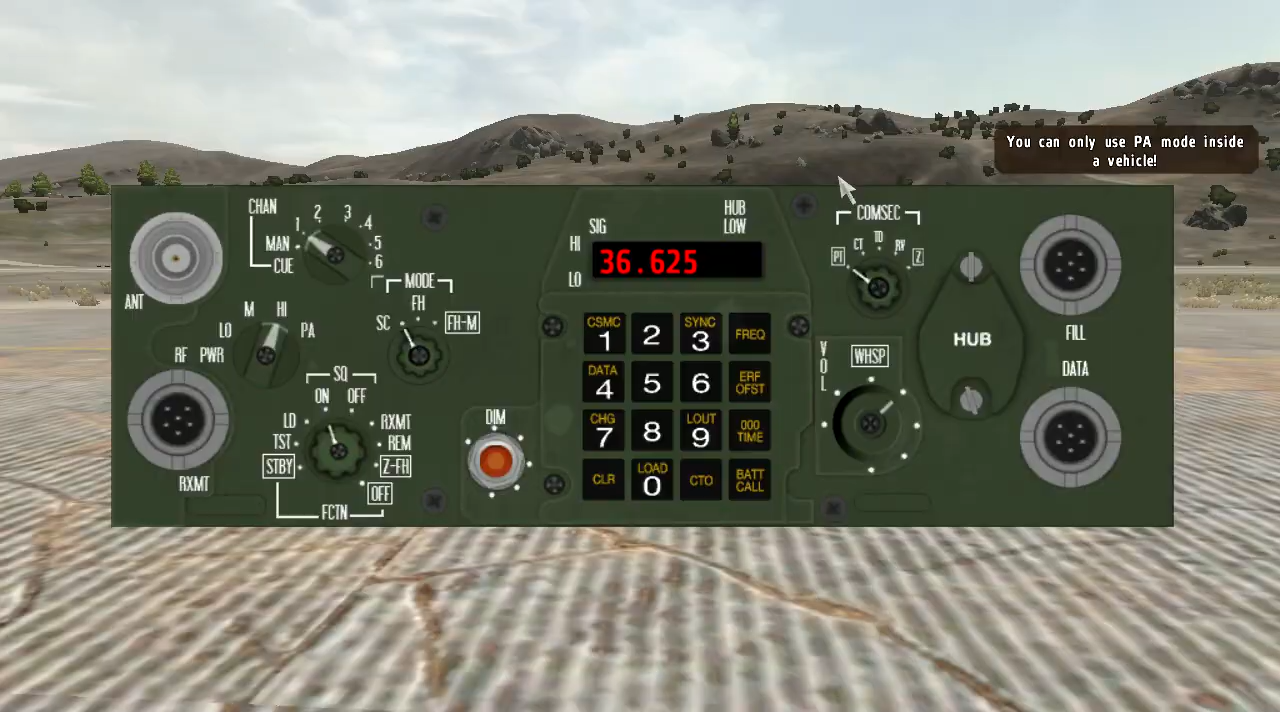 You can only use PA mode inside
a vehicle!
CHAN
1
2
3
4
5
6
MAN
CUE
ANT
MODE
SC
FH
FH-M
RF PWR
LO
M
HI
PA
RXMT
SQ
ON
OFF
LD
TST
STBY
RXMT
REM
Z-FH
OFF
FCTN
DIM
SIG
HI
LO
HUB
LOW
36.625
CSMC
1
2
SYNC
3
FREQ
DATA
4
5
6
ERF
OFST
CHG
7
8
LOUT
9
000
TIME
CLR
LOAD
0
CTO
BATT
CALL
COMSEC
PT
CT
TD
RV
Z
VOL
WHSP
HUB
FILL
DATA